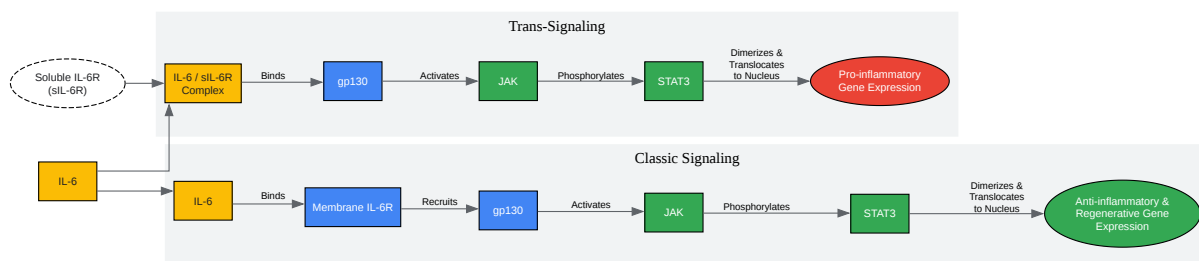 Trans-Signaling
Soluble IL-6R
(sIL-6R)
IL-6 / sIL-6R
Complex
Binds
gp130
Activates
JAK
Phosphorylates
STAT3
Dimerizes &
Translocates
to Nucleus
Pro-inflammatory
Gene Expression
Classic Signaling
IL-6
IL-6
Binds
Membrane IL-6R
Recruits
gp130
Activates
JAK
Phosphorylates
STAT3
Dimerizes &
Translocates
to Nucleus
Anti-inflammatory &
Regenerative Gene
Expression